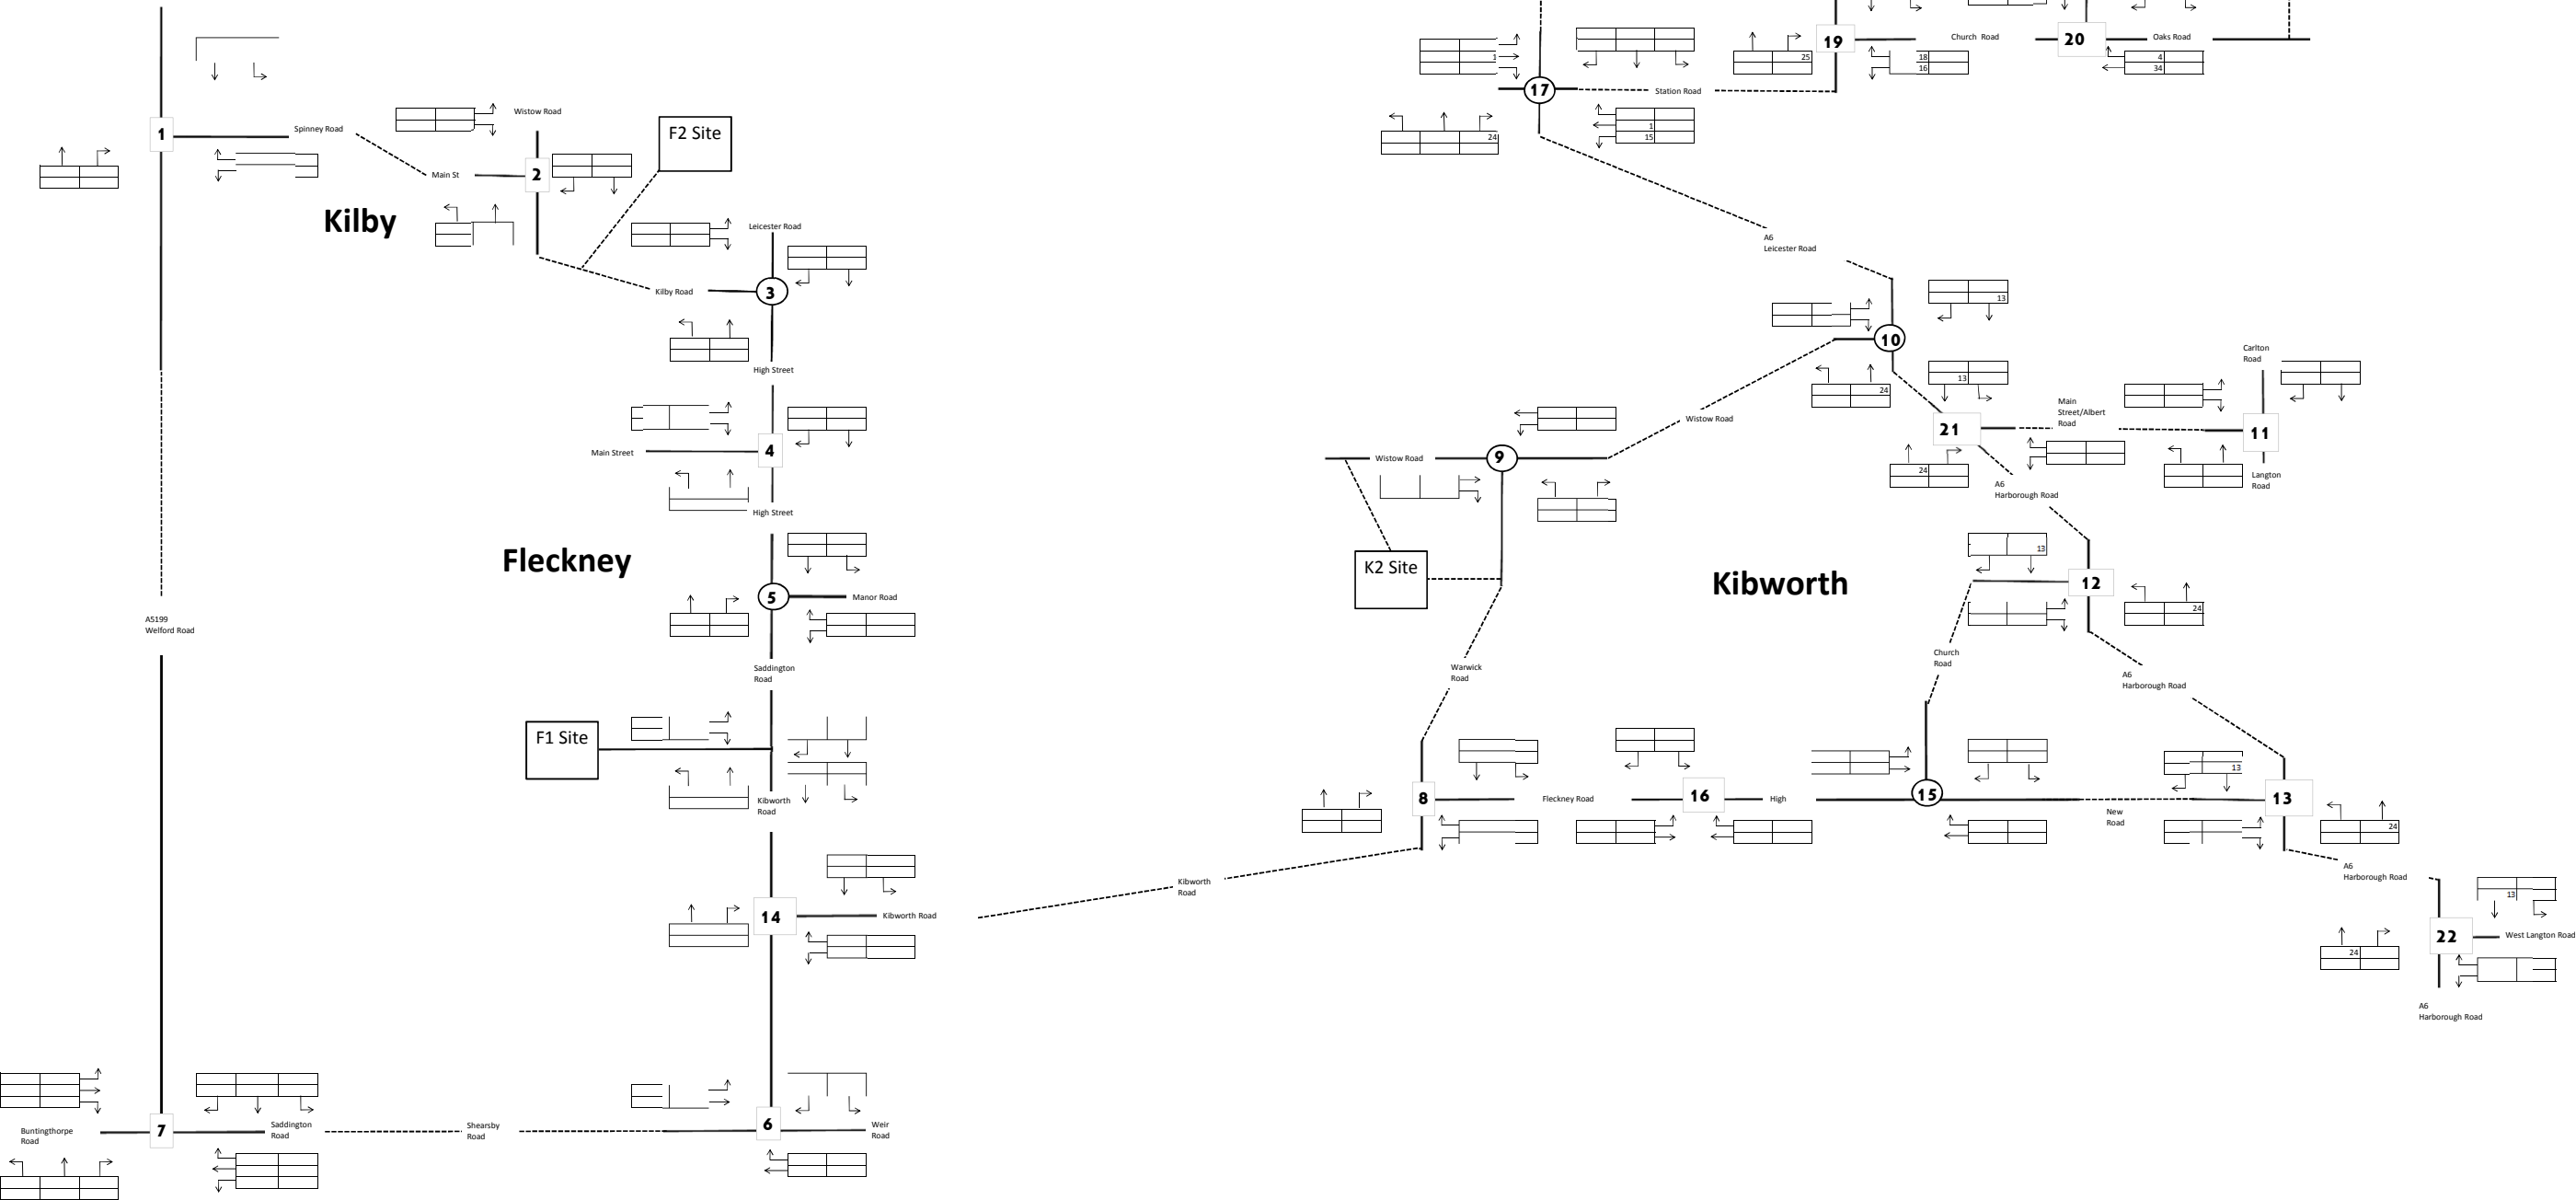 19
Church Road
20
Oaks Road
25
18
16
4
34
1
17
Station Road
24
1
15
1
Spinney Road
Wistow Road
F2 Site
Main St
2
Kilby
Leicester Road
A6
Leicester Road
Kilby Road
3
13
10
High Street
Carlton
Road
13
24
Main
Street/Albert
Road
Wistow Road
21
11
Main Street
4
Wistow Road
9
24
Langton
Road
A6
Harborough Road
High Street
Fleckney
13
K2 Site
Kibworth
12
5
Manor Road
24
A5199
Welford Road
Saddington
Road
Warwick
Road
Church
Road
A6
Harborough Road
F1 Site
13
Kibworth
Road
8
Fleckney Road
16
High
15
New
Road
13
24
A6
Harborough Road
Kibworth
Road
13
14
Kibworth Road
22
West Langton Road
24
A6
Harborough Road
Buntingthorpe
Road
7
Saddington
Road
Shearsby
Road
6
Weir
Road